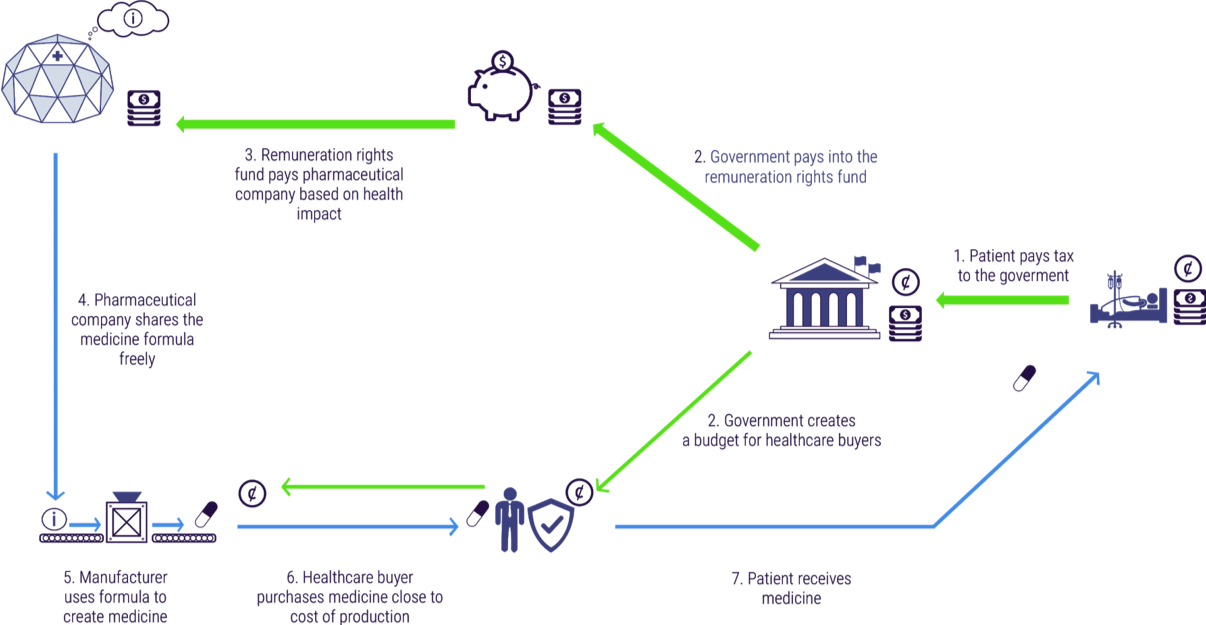 i
$
$
$
3. Remuneration rights
fund pays pharmaceutical
company based on health
impact
2. Government pays into the
remuneration rights fund
1. Patient pays tax
to the goverment
¢
$
¢
2
4. Pharmaceutical
company shares the
medicine formula
freely
2. Government creates
a budget for healthcare buyers
¢
¢
i
5. Manufacturer
uses formula to
create medicine
6. Healthcare buyer
purchases medicine close to
cost of production
7. Patient receives
medicine